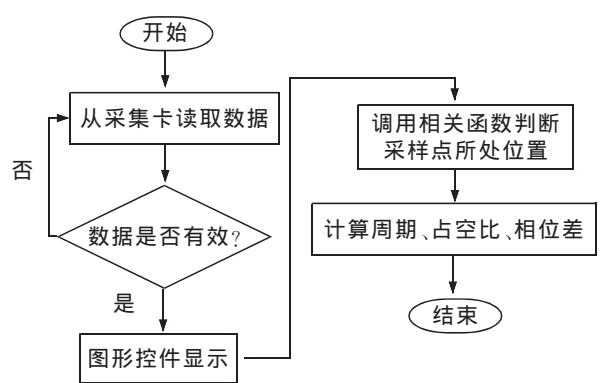 开始
从采集卡读取数据
否
数据是否有效?
是
图形控件显示
调用相关函数判断
采样点所处位置
计算周期、占空比、相位差
结束